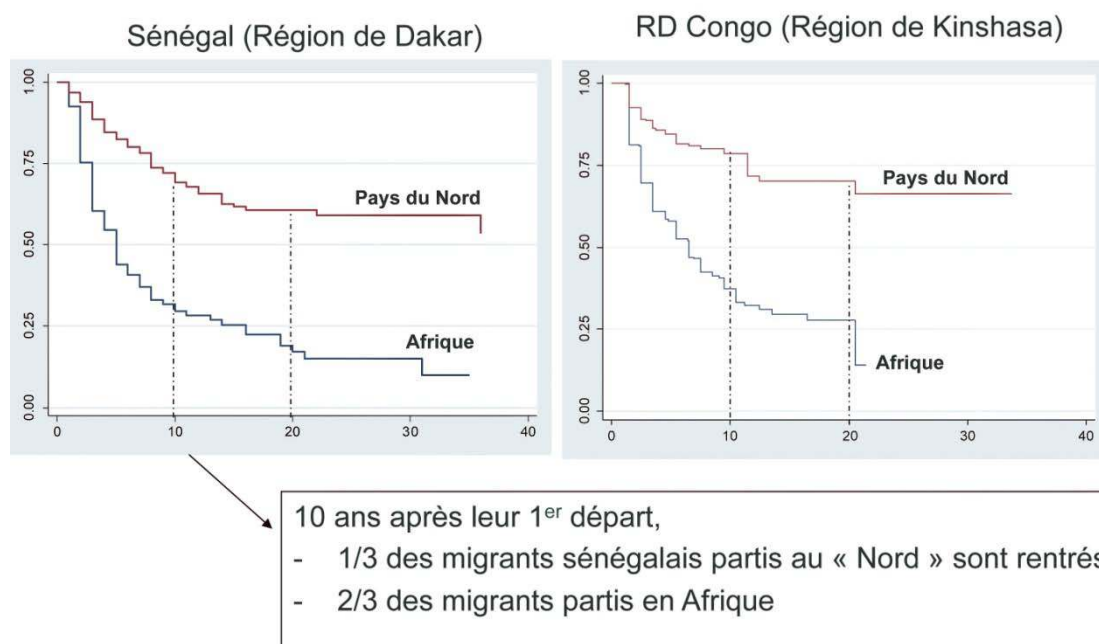 Sénégal (Région de Dakar)
1.00
0.75
0.50
0.25
0.00
Pays du Nord
Afrique
0 10 20 30 40
RD Congo (Région de Kinshasa)
1.00
0.75
0.50
0.25
0.00
Pays du Nord
Afrique
0 10 20 30 40
10 ans après leur 1er départ,
- 1/3 des migrants sénégalais partis au « Nord » sont rentrés
- 2/3 des migrants partis en Afrique